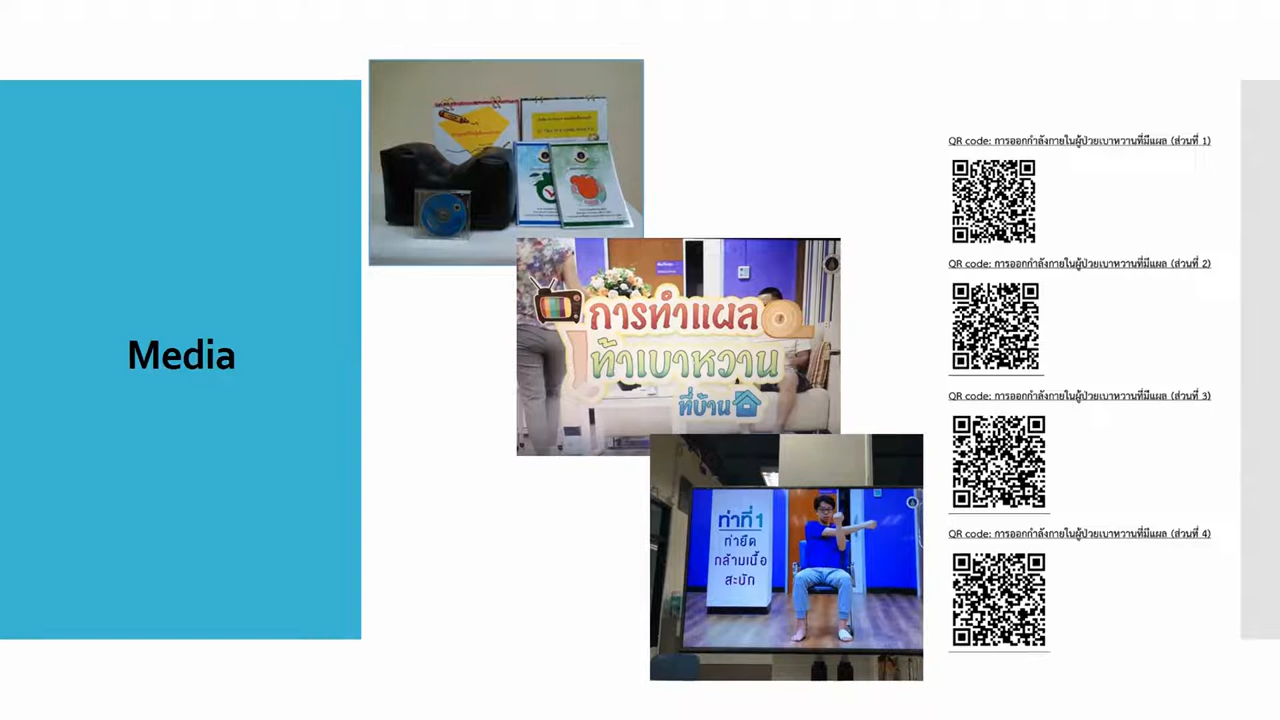 Media
การทำแผล
ท้าเบาหวาน
ที่บ้าน
ท่าที่ 1
ท่ายืด
กล้ามเนื้อ
สะบัก
QR code: การออกกำลังกายในผู้ป่วยเบาหวานที่มีแผล (ส่วนที่ 1)
QR code: การออกกำลังกายในผู้ป่วยเบาหวานที่มีแผล (ส่วนที่ 2)
QR code: การออกกำลังกายในผู้ป่วยเบาหวานที่มีแผล (ส่วนที่ 3)
QR code: การออกกำลังกายในผู้ป่วยเบาหวานที่มีแผล (ส่วนที่ 4)